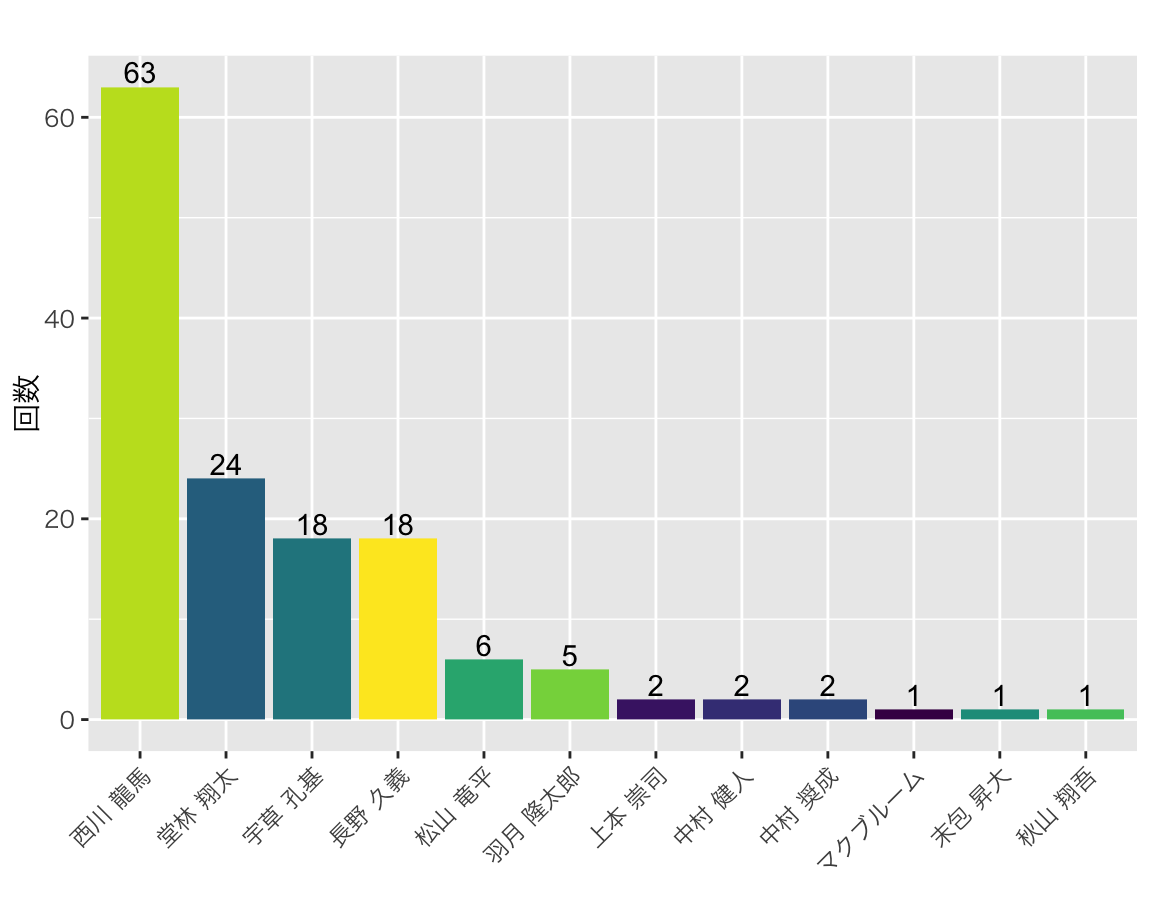 回数
60
40
20
0
63
24
18
18
6
5
2
2
2
1
1
1
西川 龍馬
堂林 翔太
宇草 孔基
長野 久義
松山 竜平
羽月 隆太郎
上本 崇司
中村 健人
中村 奨成
マクブルーム
末包 昇大
秋山 翔吾